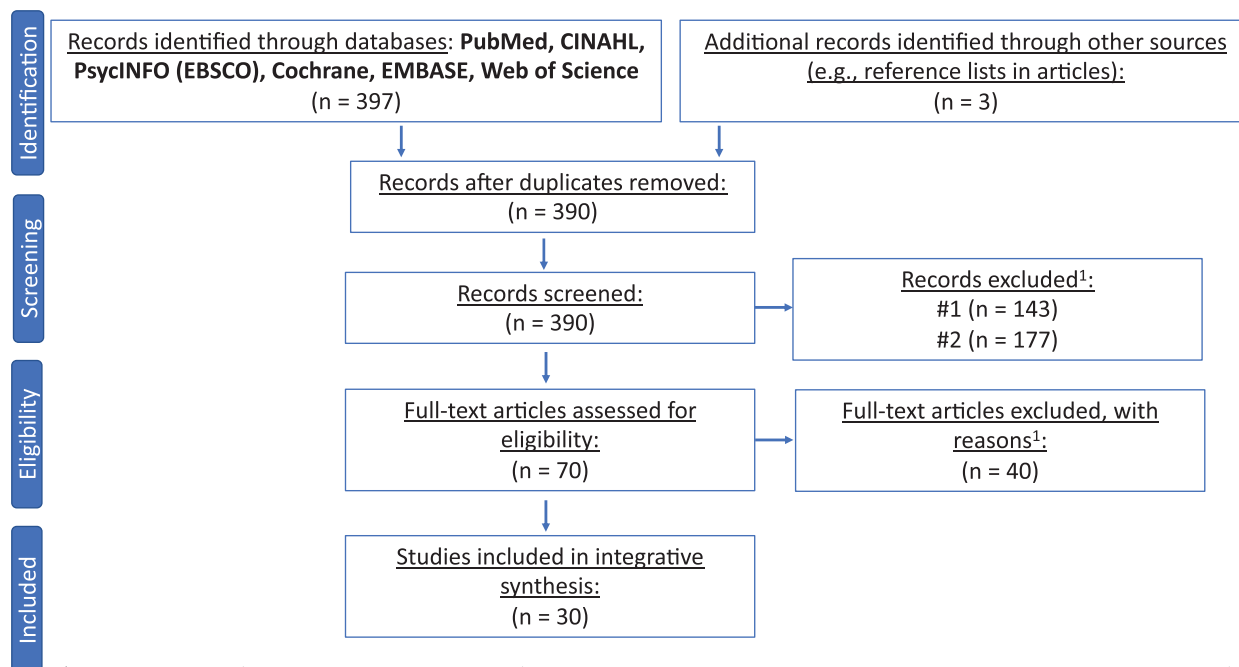 Identification
Records identified through databases: PubMed, CINAHL,
PsycINFO (EBSCO), Cochrane, EMBASE, Web of Science
(n = 397)
Additional records identified through other sources
(e.g., reference lists in articles):
(n = 3)
Records after duplicates removed:
(n = 390)
Screening
Records screened:
(n = 390)
Records excluded¹:
#1 (n = 143)
#2 (n = 177)
Eligibility
Full-text articles assessed for
eligibility:
(n = 70)
Full-text articles excluded, with
reasons¹:
(n = 40)
Included
Studies included in integrative
synthesis:
(n = 30)